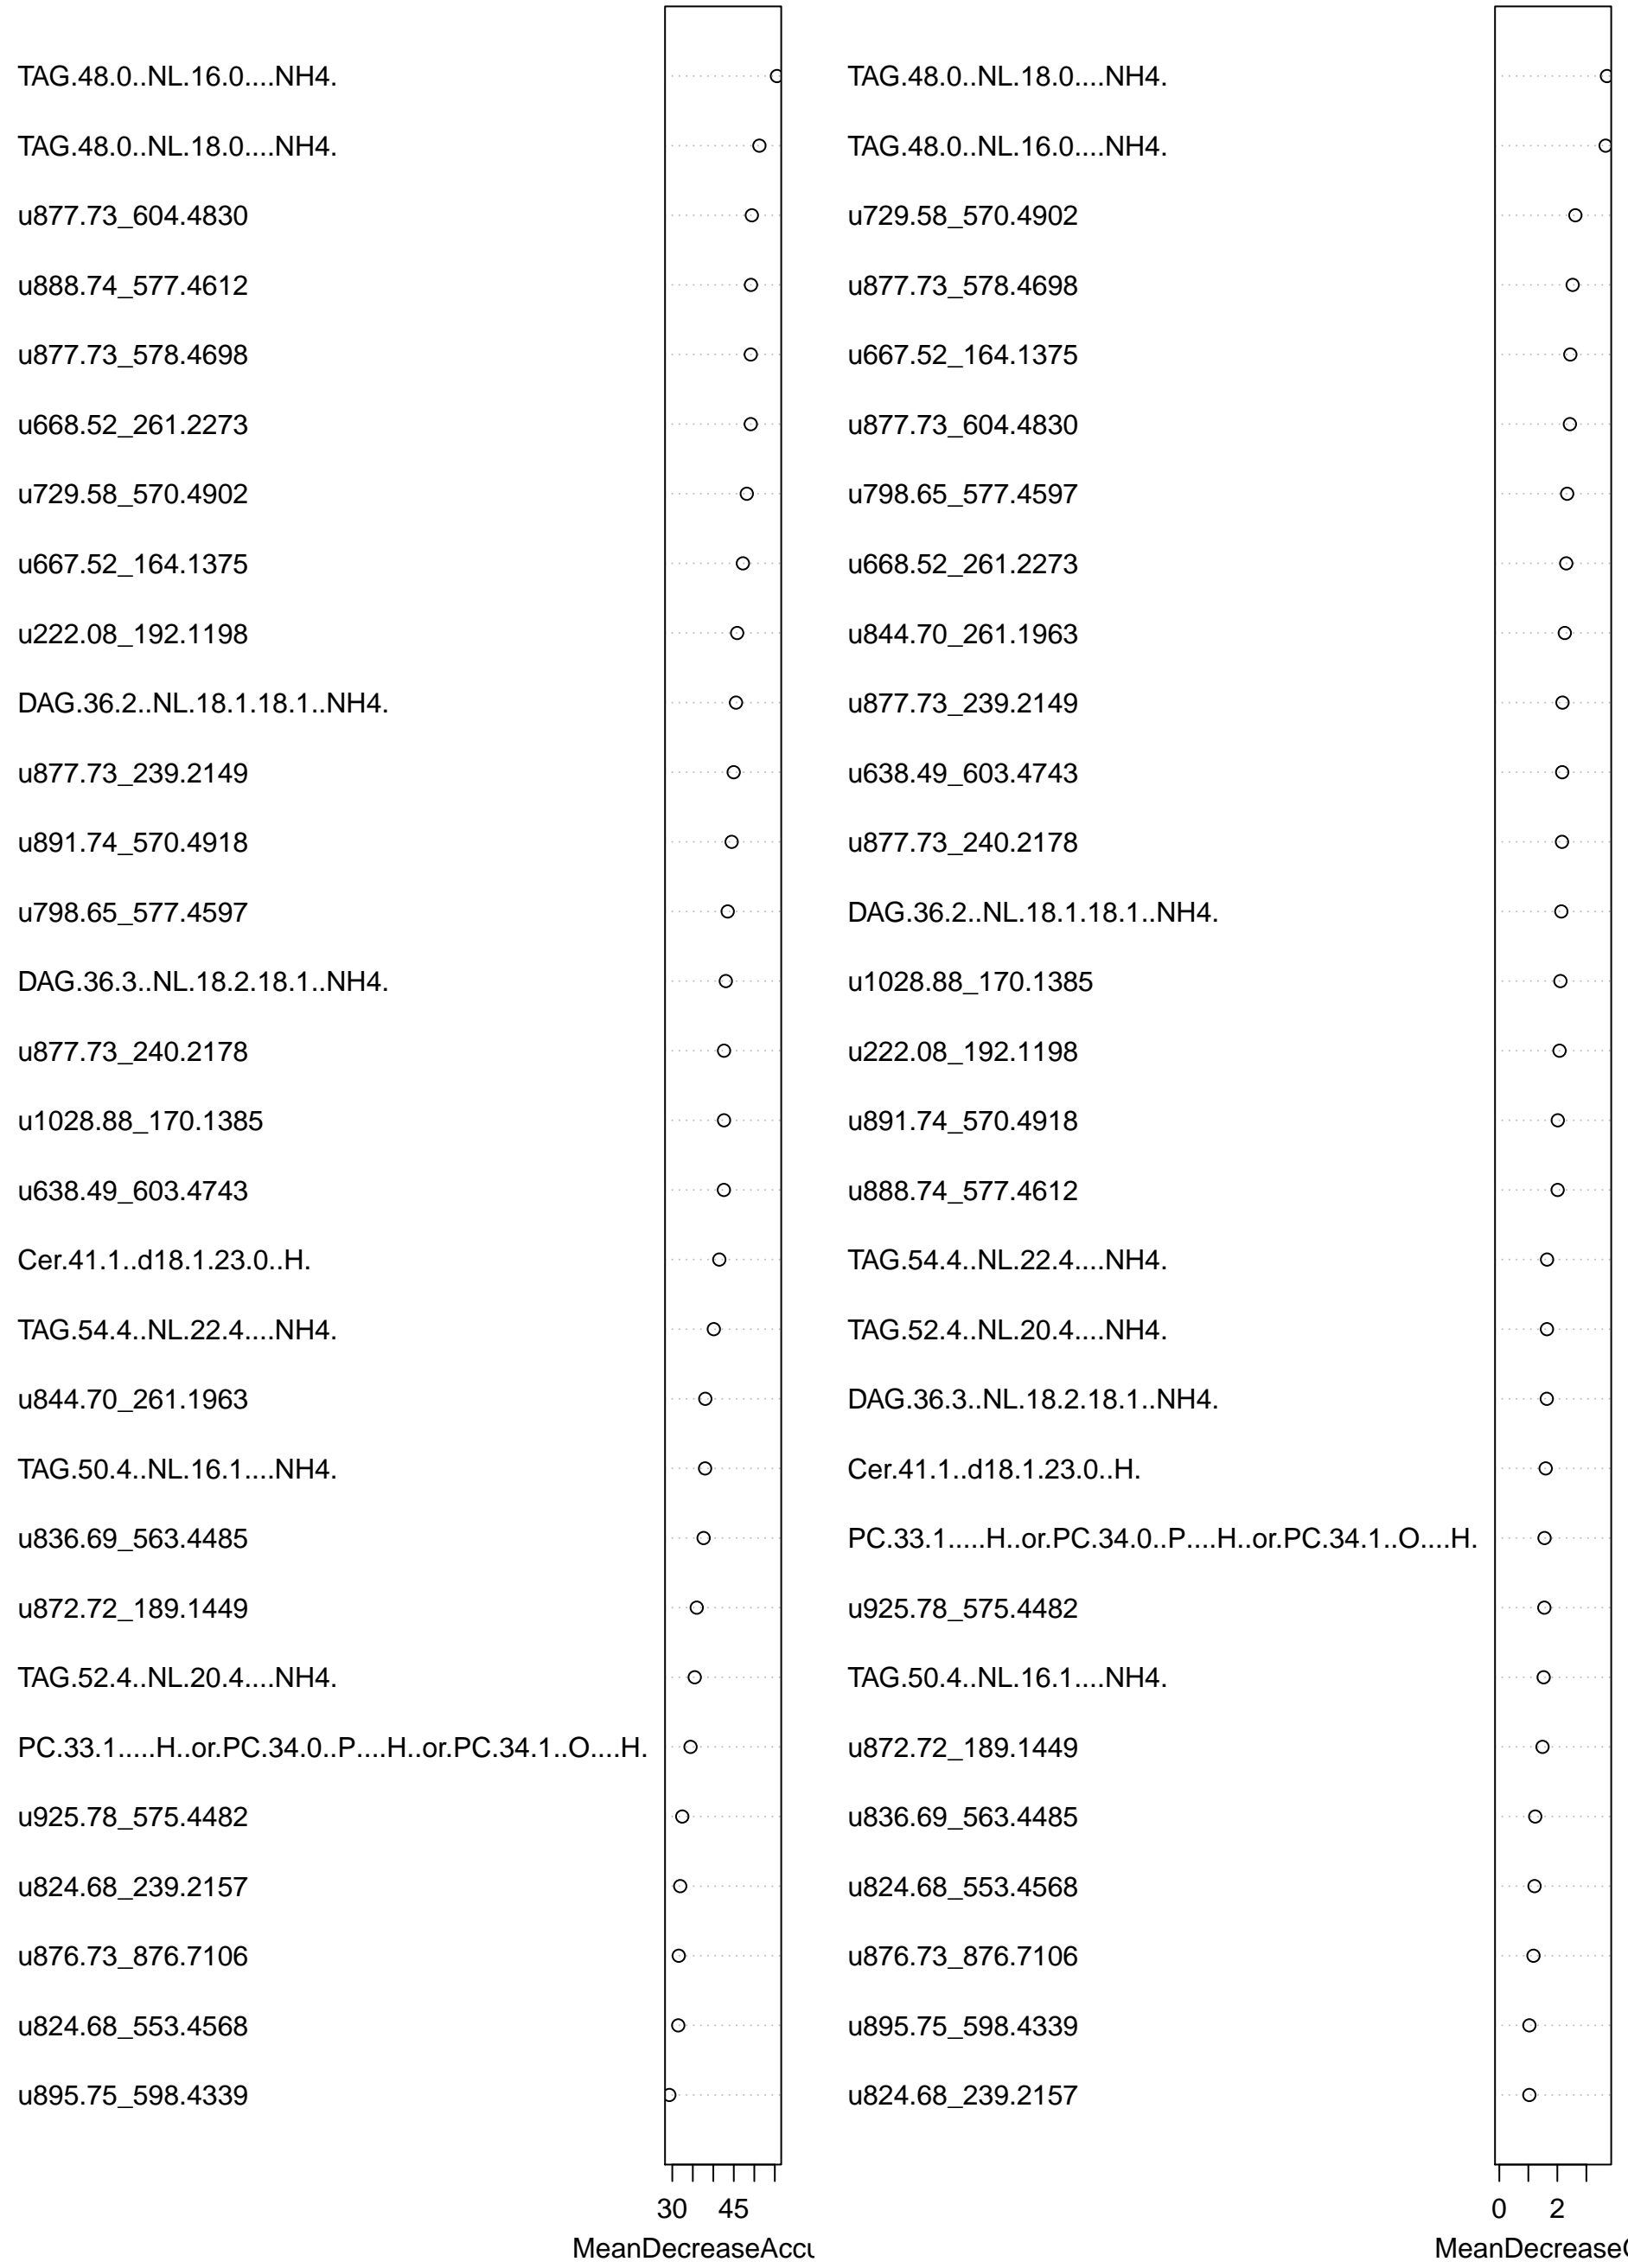 TAG.48.0..NL.16.0....NH4.
TAG.48.0..NL.18.0....NH4.
u877.73_604.4830
u888.74_577.4612
u877.73_578.4698
u668.52_261.2273
u729.58_570.4902
u667.52_164.1375
u222.08_192.1198
DAG.36.2..NL.18.1.18.1..NH4.
u877.73_239.2149
u891.74_570.4918
u798.65_577.4597
DAG.36.3..NL.18.2.18.1..NH4.
u877.73_240.2178
u1028.88_170.1385
u638.49_603.4743
Cer.41.1..d18.1.23.0..H.
TAG.54.4..NL.22.4....NH4.
u844.70_261.1963
TAG.50.4..NL.16.1....NH4.
u836.69_563.4485
u872.72_189.1449
TAG.52.4..NL.20.4....NH4.
PC.33.1.....H..or.PC.34.0..P....H..or.PC.34.1..O....H.
u925.78_575.4482
u824.68_239.2157
u876.73_876.7106
u824.68_553.4568
u895.75_598.4339
30 45
MeanDecreaseAccu
TAG.48.0..NL.18.0....NH4.
TAG.48.0..NL.16.0....NH4.
u729.58_570.4902
u877.73_578.4698
u667.52_164.1375
u877.73_604.4830
u798.65_577.4597
u668.52_261.2273
u844.70_261.1963
u877.73_239.2149
u638.49_603.4743
u877.73_240.2178
DAG.36.2..NL.18.1.18.1..NH4.
u1028.88_170.1385
u222.08_192.1198
u891.74_570.4918
u888.74_577.4612
TAG.54.4..NL.22.4....NH4.
TAG.52.4..NL.20.4....NH4.
DAG.36.3..NL.18.2.18.1..NH4.
Cer.41.1..d18.1.23.0..H.
PC.33.1.....H..or.PC.34.0..P....H..or.PC.34.1..O....H.
u925.78_575.4482
TAG.50.4..NL.16.1....NH4.
u872.72_189.1449
u836.69_563.4485
u824.68_553.4568
u876.73_876.7106
u895.75_598.4339
u824.68_239.2157
0 2
MeanDecreaseG